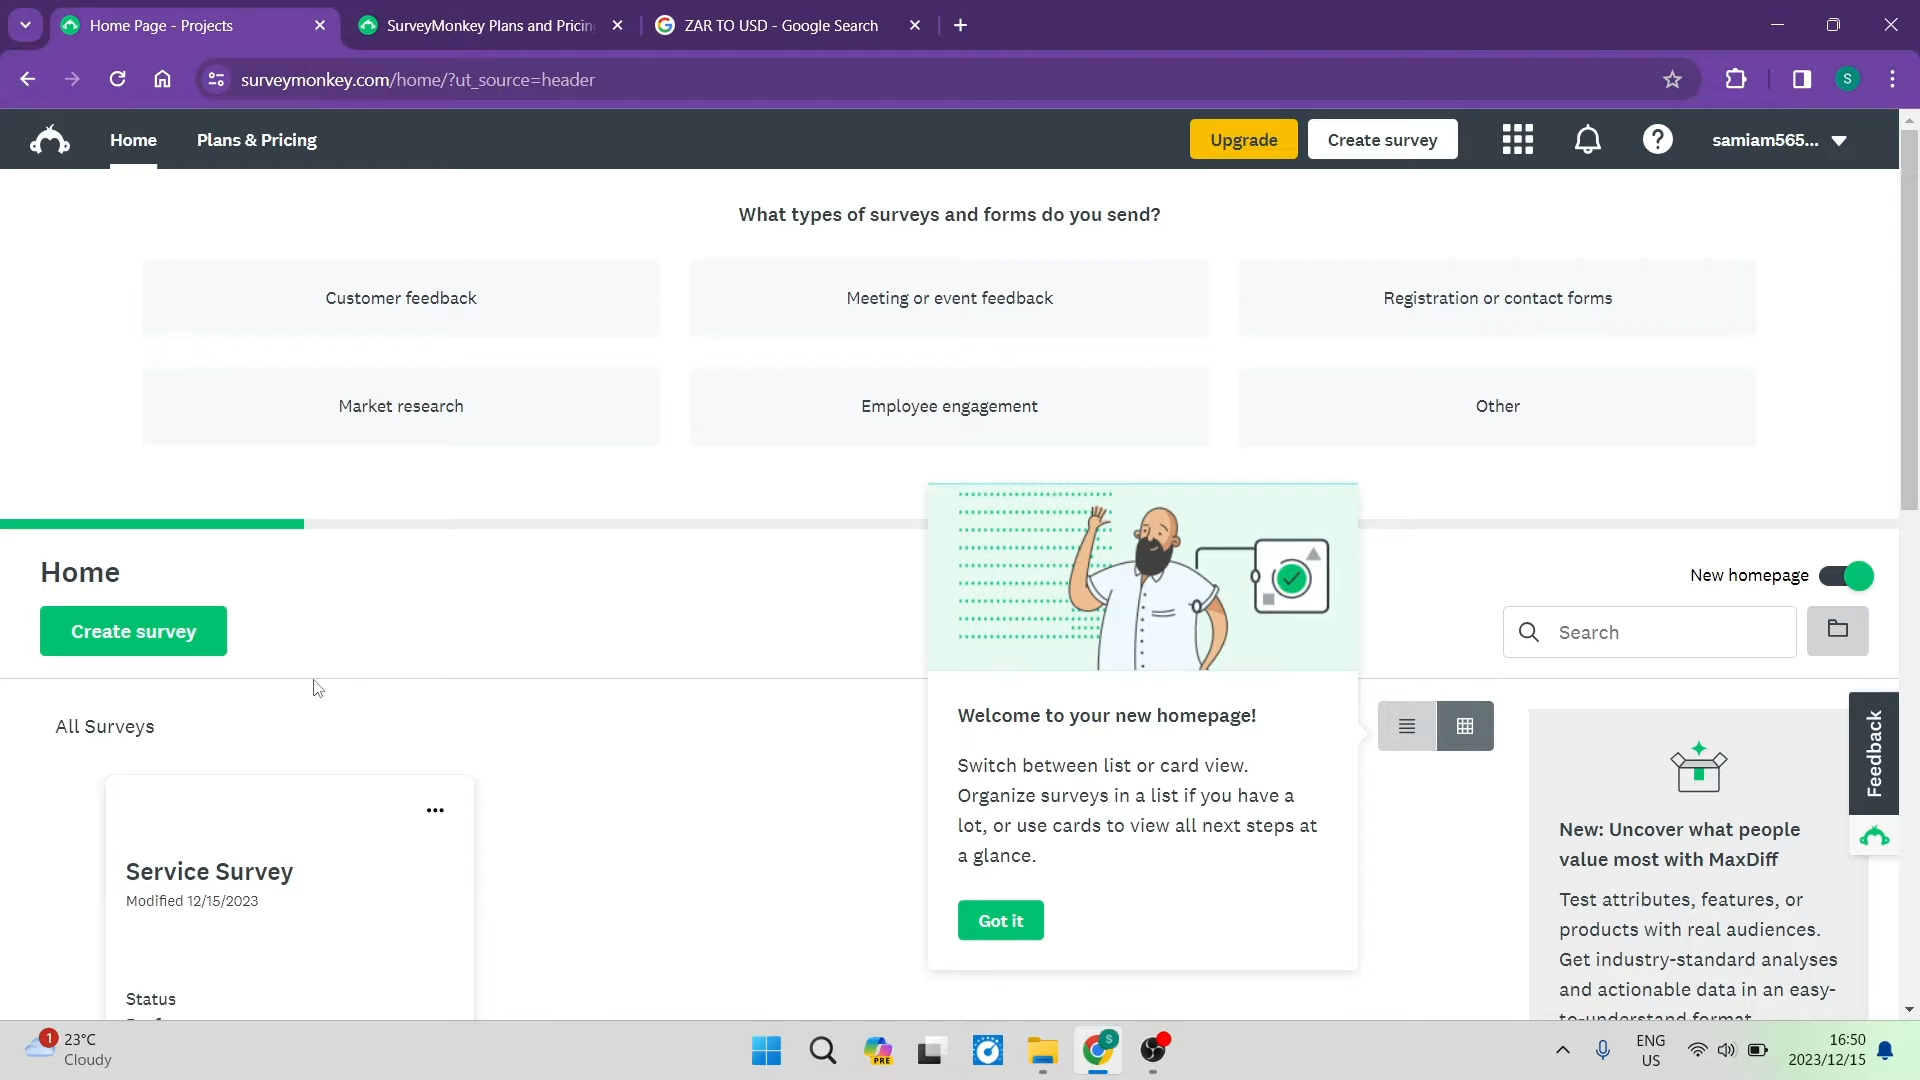 Home Page - Projects
SurveyMonkey Plans and Pricin
ZAR TO USD - Google Search
surveymonkey.com/home/?ut_source=header
S
Home
Plans & Pricing
Upgrade
Create survey
samiam565...
What types of surveys and forms do you send?
Customer feedback
Meeting or event feedback
Registration or contact forms
Market research
Employee engagement
Other
Home
New homepage
Create survey
Search
All Surveys
Welcome to your new homepage!
Switch between list or card view.
Organize surveys in a list if you have a
lot, or use cards to view all next steps at
a glance.
Got it
Feedback
New: Uncover what people
value most with MaxDiff
Test attributes, features, or
products with real audiences.
Get industry-standard analyses
and actionable data in an easy-
to-understand format.
Service Survey
Modified 12/15/2023
Status
1
23°C
Cloudy
PRE
S
ENG
US
16:50
2023/12/15